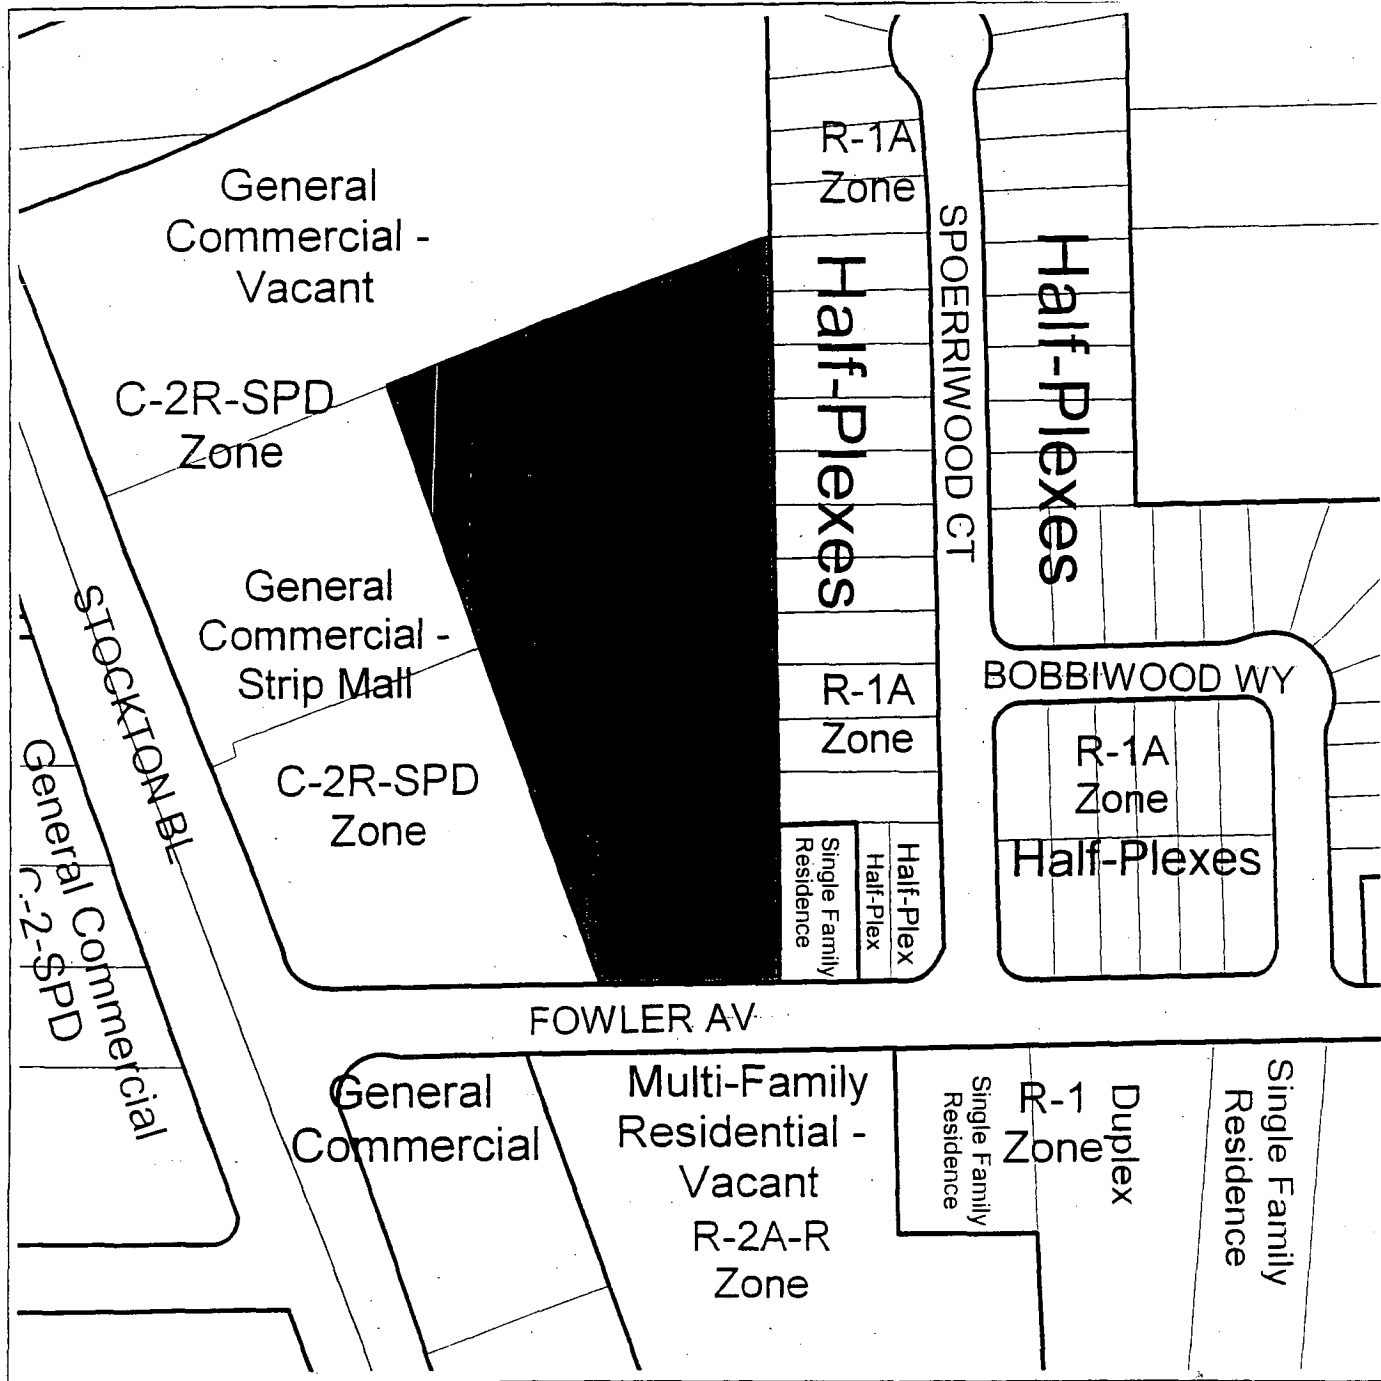 R-1A
Zone
General
Commercial -
Vacant
SPOERRIWOOD CT
Half-Plexes
Half-Plexes
C-2R-SPD
Zone
General
Commercial -
Strip Mall
STOCKTON BL
R-1A
Zone
BOBBIWOOD WY
R-1A
Zone
Half-Plexes
C-2R-SPD
Zone
General Commercial
C-2-SPD
Single Family
Residence
Half-Plex
Half-Plex
FOWLER AV
General
Commercial
Multi-Family
Residential -
Vacant
R-2A-R
Zone
Single Family
Residence
R-1
Zone
Duplex
Single Family
Residence